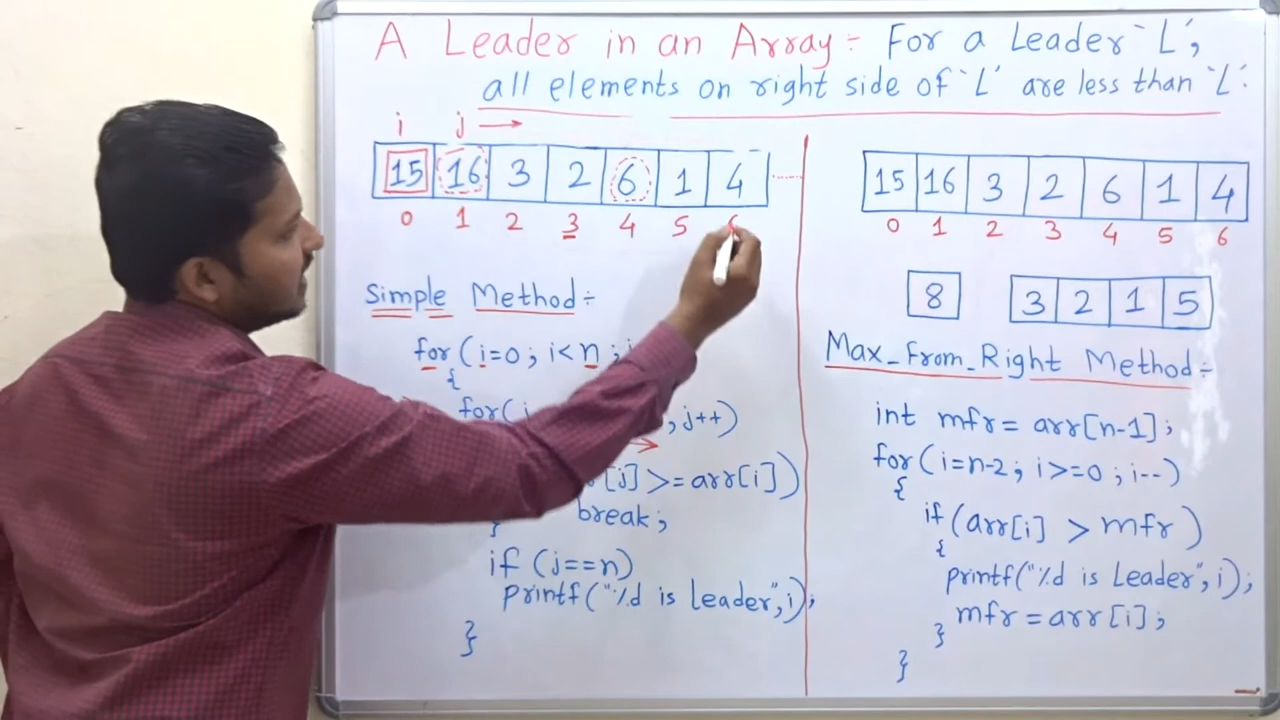 A Leader in an Array:- For a Leader `L',
all elements on right side of `L' are less than `L'.
i j
15 16 3 2 6 1 4
0 1 2 3 4 5
Simple Method:-
for(i=0; i<n;
{
for( , j++)
[j]>=arr[i])
break;
}
if (j==n)
printf("%d is leader",i);
}
15 16 3 2 6 1 4
0 1 2 3 4 5 6
8 3 2 1 5
Max_From_Right Method:-
int mfr = arr[n-1];
for(i=n-2; i>=0; i--)
{
if(arr[i] > mfr)
{
printf("%d is Leader", i);
mfr = arr[i];
}
}